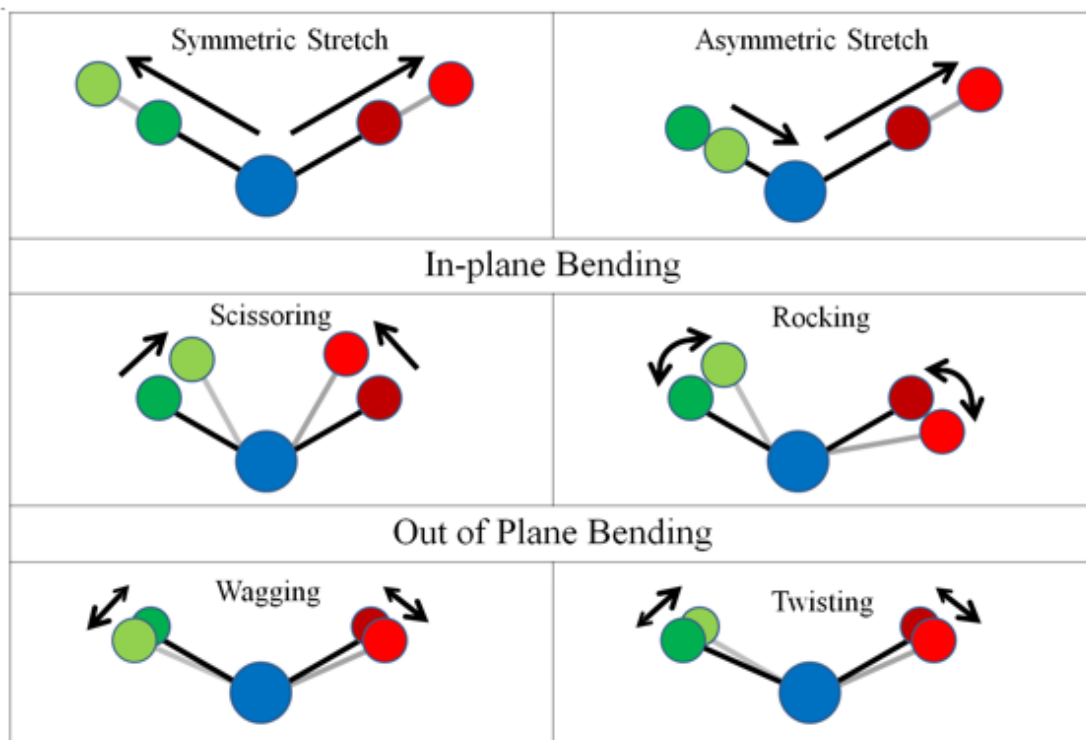 Symmetric Stretch
Asymmetric Stretch
In-plane Bending
Scissoring
Rocking
Out of Plane Bending
Wagging
Twisting